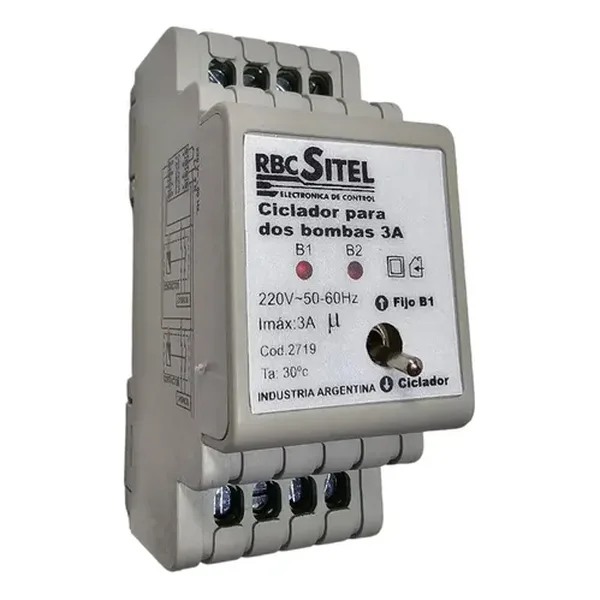 RBC SITEL
ELECTRONICA DE CONTROL
Ciclador para
dos bombas 3A
B1 B2
220V~50-60Hz
Fijo B1
Imáx:3A µ
Cod.2719
Ta: 30ºc
Ciclador
INDUSTRIA ARGENTINA